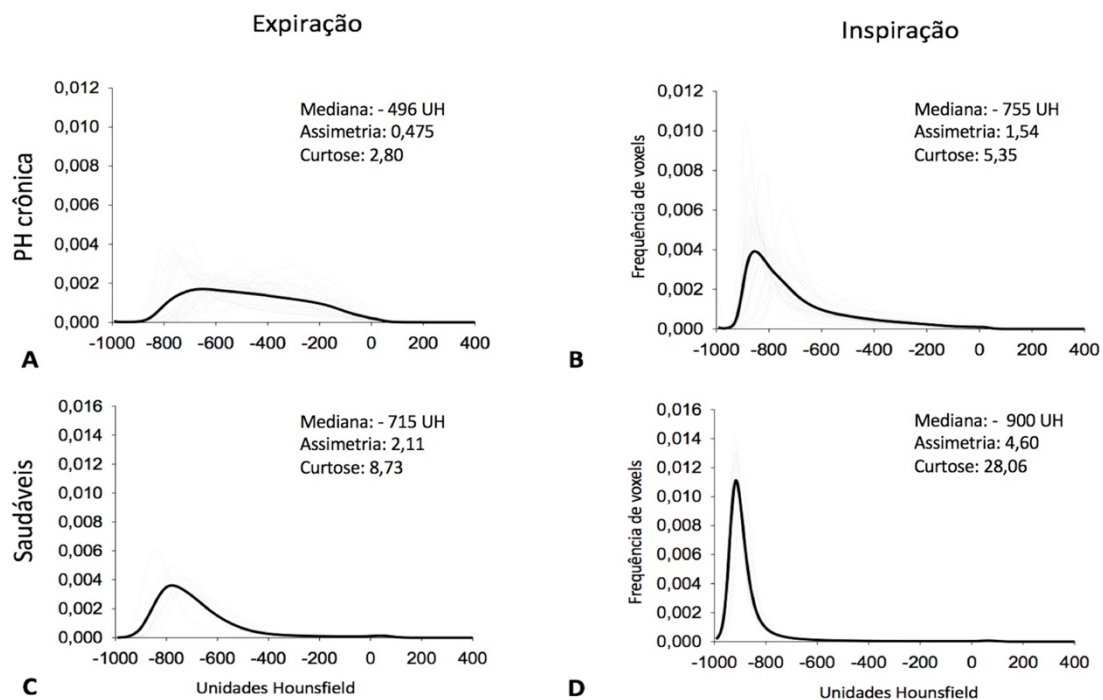 Expiração
Inspiração
PH crônica
0,012
0,010
0,008
0,006
0,004
0,002
0,000
Mediana: - 496 UH
Assimetria: 0,475
Curtose: 2,80
-1000 -800 -600 -400 -200 0 200 400
A
Frequência de voxels
0,012
0,010
0,008
0,006
0,004
0,002
0,000
Mediana: - 755 UH
Assimetria: 1,54
Curtose: 5,35
-1000 -800 -600 -400 -200 0 200 400
B
Saudáveis
0,016
0,014
0,012
0,010
0,008
0,006
0,004
0,002
0,000
Mediana: - 715 UH
Assimetria: 2,11
Curtose: 8,73
-1000 -800 -600 -400 -200 0 200 400
C
Unidades Hounsfield
Frequência de voxels
0,016
0,014
0,012
0,010
0,008
0,006
0,004
0,002
0,000
Mediana: - 900 UH
Assimetria: 4,60
Curtose: 28,06
-1000 -800 -600 -400 -200 0 200 400
D
Unidades Hounsfield